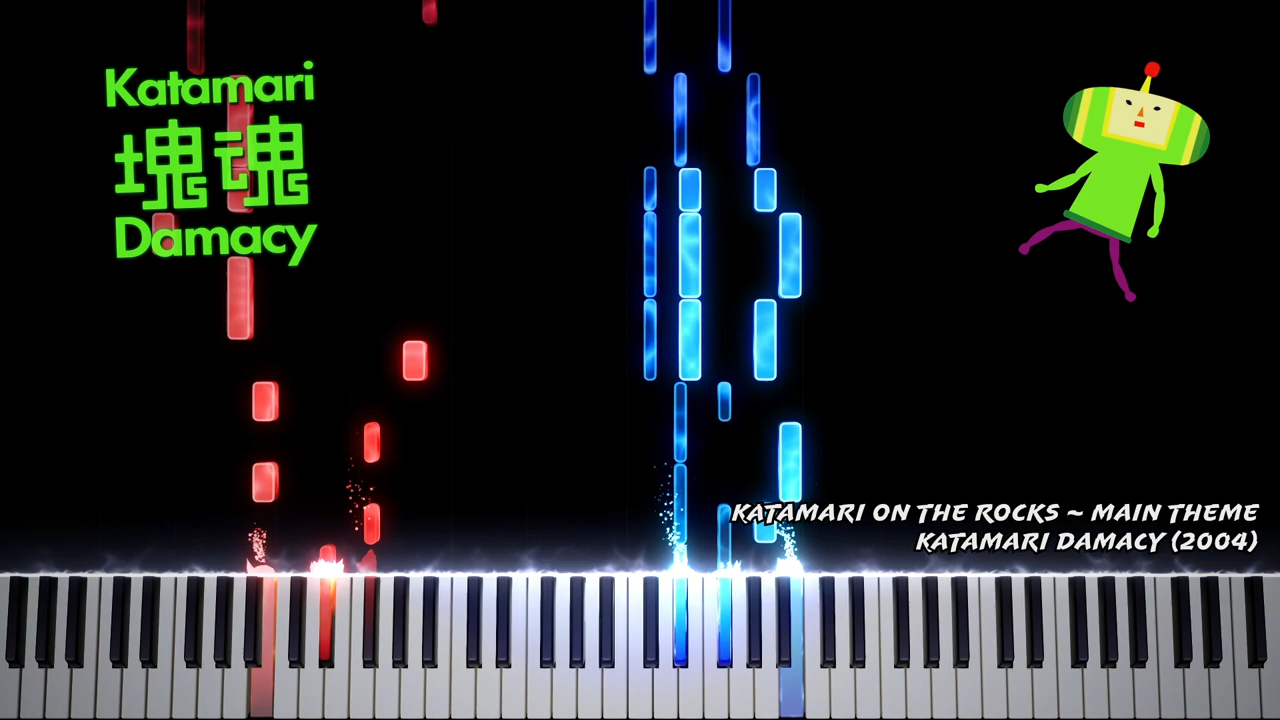 Katamari
塊魂
Damacy
KATAMARI ON THE ROCKS ~ MAIN THEME
KATAMARI DAMACY (2004)